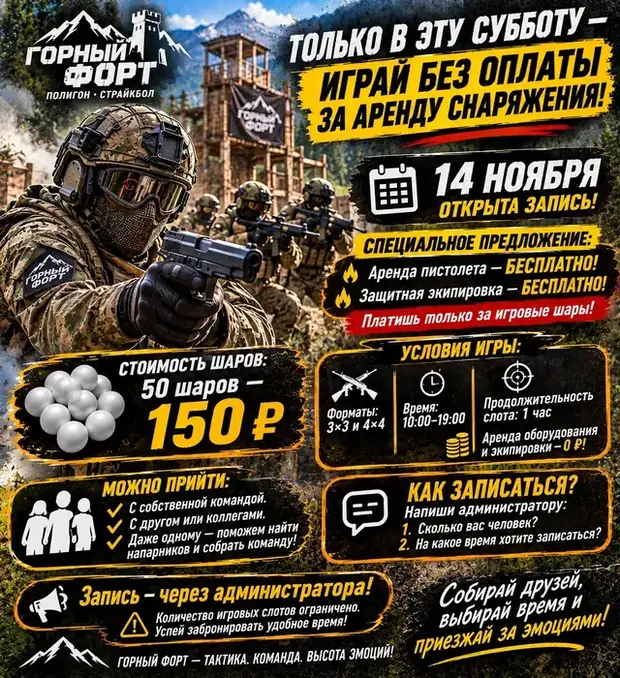 ГОРНЫЙ
ФОРТ
ПОЛИГОН · СТРАЙКБОЛ
ТОЛЬКО В ЭТУ СУББОТУ –
ИГРАЙ БЕЗ ОПЛАТЫ
ЗА АРЕНДУ СНАРЯЖЕНИЯ!
ГОРНЫЙ
ФОРТ
14 НОЯБРЯ
ОТКРЫТА ЗАПИСЬ!
ГОРНЫЙ
ФОРТ
СПЕЦИАЛЬНОЕ ПРЕДЛОЖЕНИЕ:
Аренда пистолета — БЕСПЛАТНО!
Защитная экипировка — БЕСПЛАТНО!
Платишь только за игровые шары!
СТОИМОСТЬ ШАРОВ:
50 шаров —
150 ₽
УСЛОВИЯ ИГРЫ:
Форматы:
3×3 и 4×4
Время:
10:00–19:00
Продолжительность
слота: 1 час
Аренда оборудования
и экипировки – 0 ₽!
МОЖНО ПРИЙТИ:
С собственной командой.
С другом или коллегами.
Даже одному — поможем найти
напарников и собрать команду!
КАК ЗАПИСАТЬСЯ?
Напиши администратору:
1. Сколько вас человек?
2. На какое время хотите записаться?
Запись – через администратора!
Количество игровых слотов ограничено.
Успей забронировать удобное время!
Собирай друзей,
выбирай время и
приезжай за эмоциями!
ГОРНЫЙ ФОРТ — ТАКТИКА. КОМАНДА. ВЫСОТА ЭМОЦИЙ!